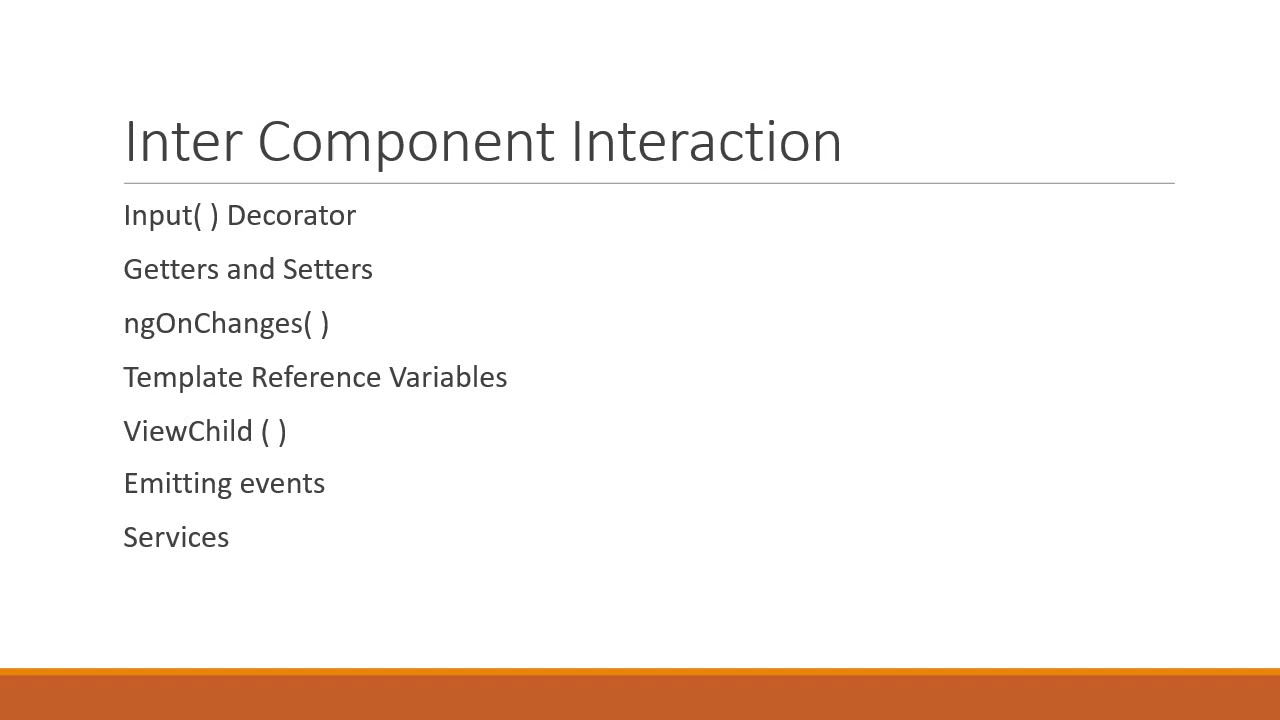 Inter Component Interaction
Input( ) Decorator
Getters and Setters
ngOnChanges( )
Template Reference Variables
ViewChild ( )
Emitting events
Services